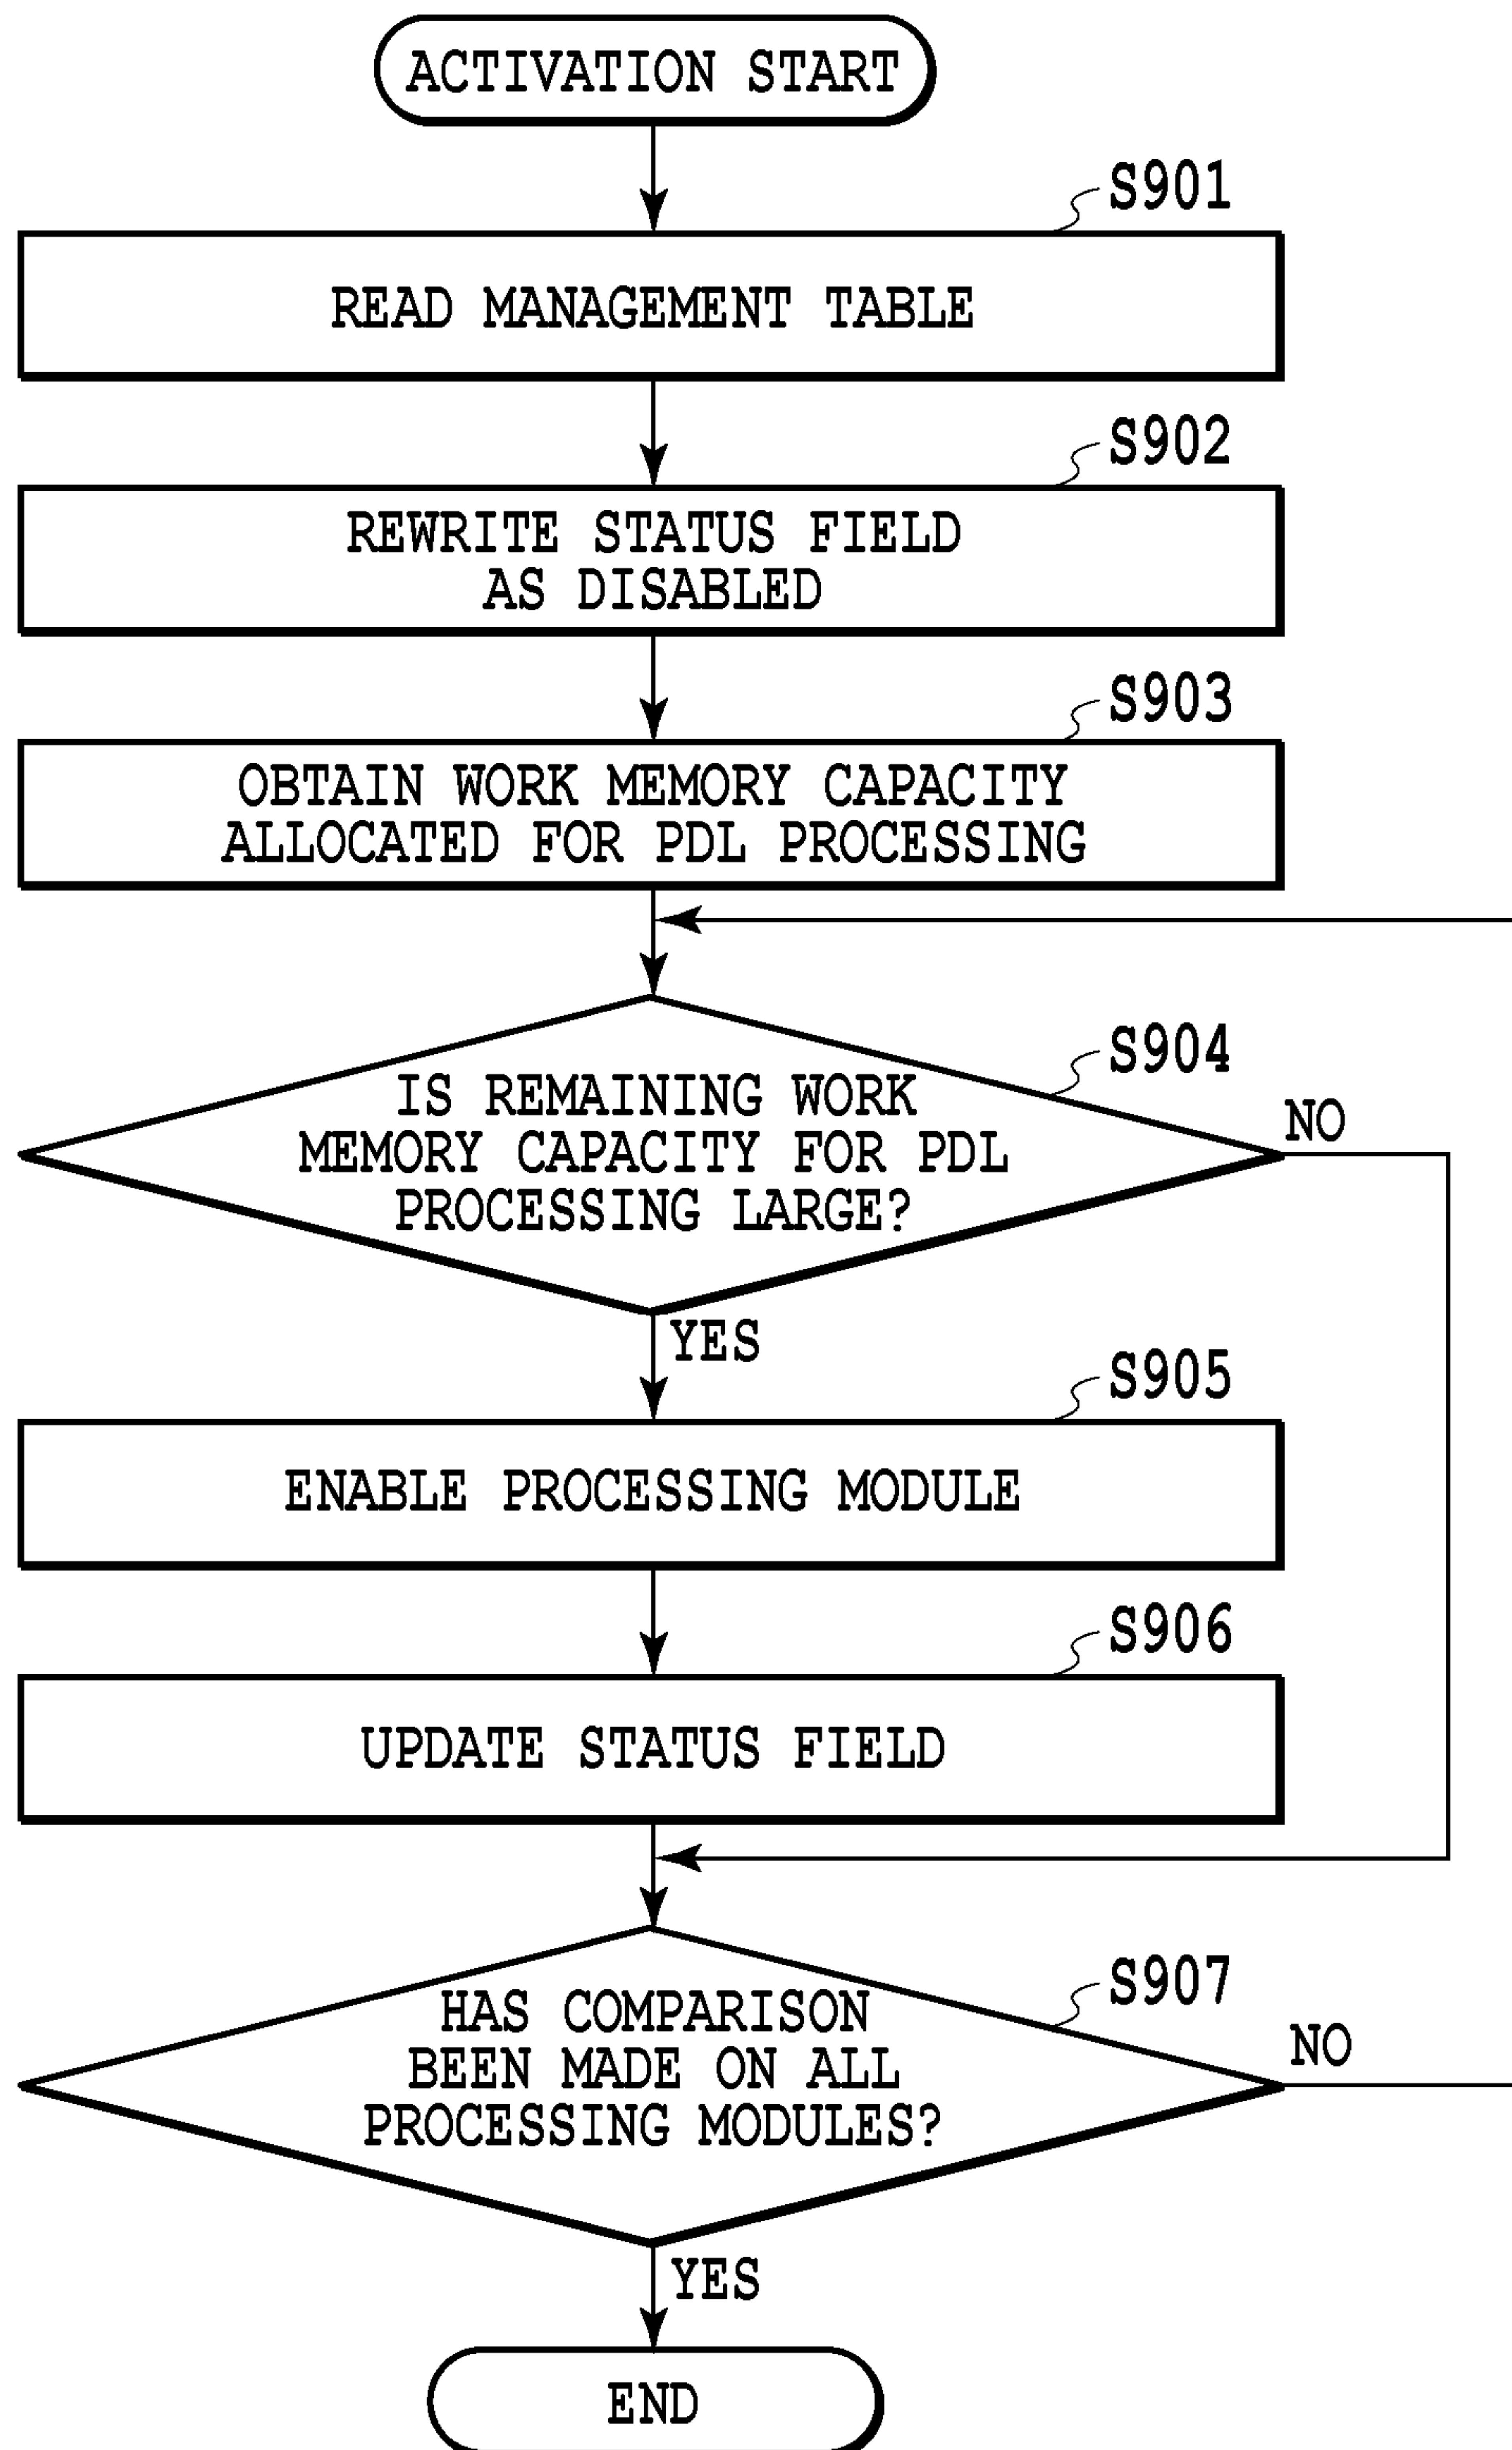 ACTIVATION START
S901
READ MANAGEMENT TABLE
S902
REWRITE STATUS FIELD
AS DISABLED
S903
OBTAIN WORK MEMORY CAPACITY
ALLOCATED FOR PDL PROCESSING
S904
IS REMAINING WORK
MEMORY CAPACITY FOR PDL
PROCESSING LARGE?
NO
YES
S905
ENABLE PROCESSING MODULE
S906
UPDATE STATUS FIELD
S907
HAS COMPARISON
BEEN MADE ON ALL
PROCESSING MODULES?
NO
YES
END